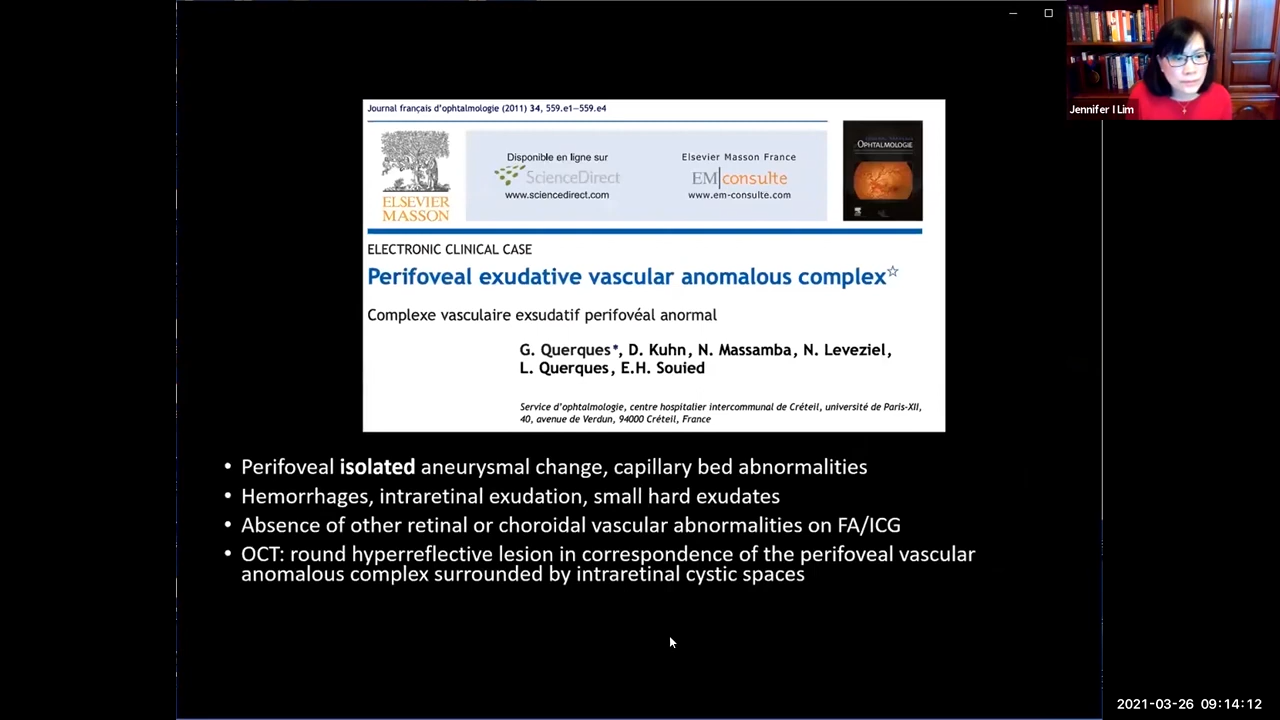 Journal français d'ophtalmologie (2011) 34, 559.e1—559.e4
ELSEVIER
MASSON
Disponible en ligne sur
ScienceDirect
www.sciencedirect.com
Elsevier Masson France
EM|consulte
www.em-consulte.com
OPHTALMOLOGIE
ELECTRONIC CLINICAL CASE
Perifoveal exudative vascular anomalous complex☆
Complexe vasculaire exsudatif perifovéal anormal
G. Querques*, D. Kuhn, N. Massamba, N. Leveziel,
L. Querques, E.H. Souied
Service d'ophtalmologie, centre hospitalier intercommunal de Créteil, université de Paris-XII,
40, avenue de Verdun, 94000 Créteil, France
• Perifoveal isolated aneurysmal change, capillary bed abnormalities
• Hemorrhages, intraretinal exudation, small hard exudates
• Absence of other retinal or choroidal vascular abnormalities on FA/ICG
• OCT: round hyperreflective lesion in correspondence of the perifoveal vascular
anomalous complex surrounded by intraretinal cystic spaces
Jennifer I Lim
2021-03-26 09:14:12